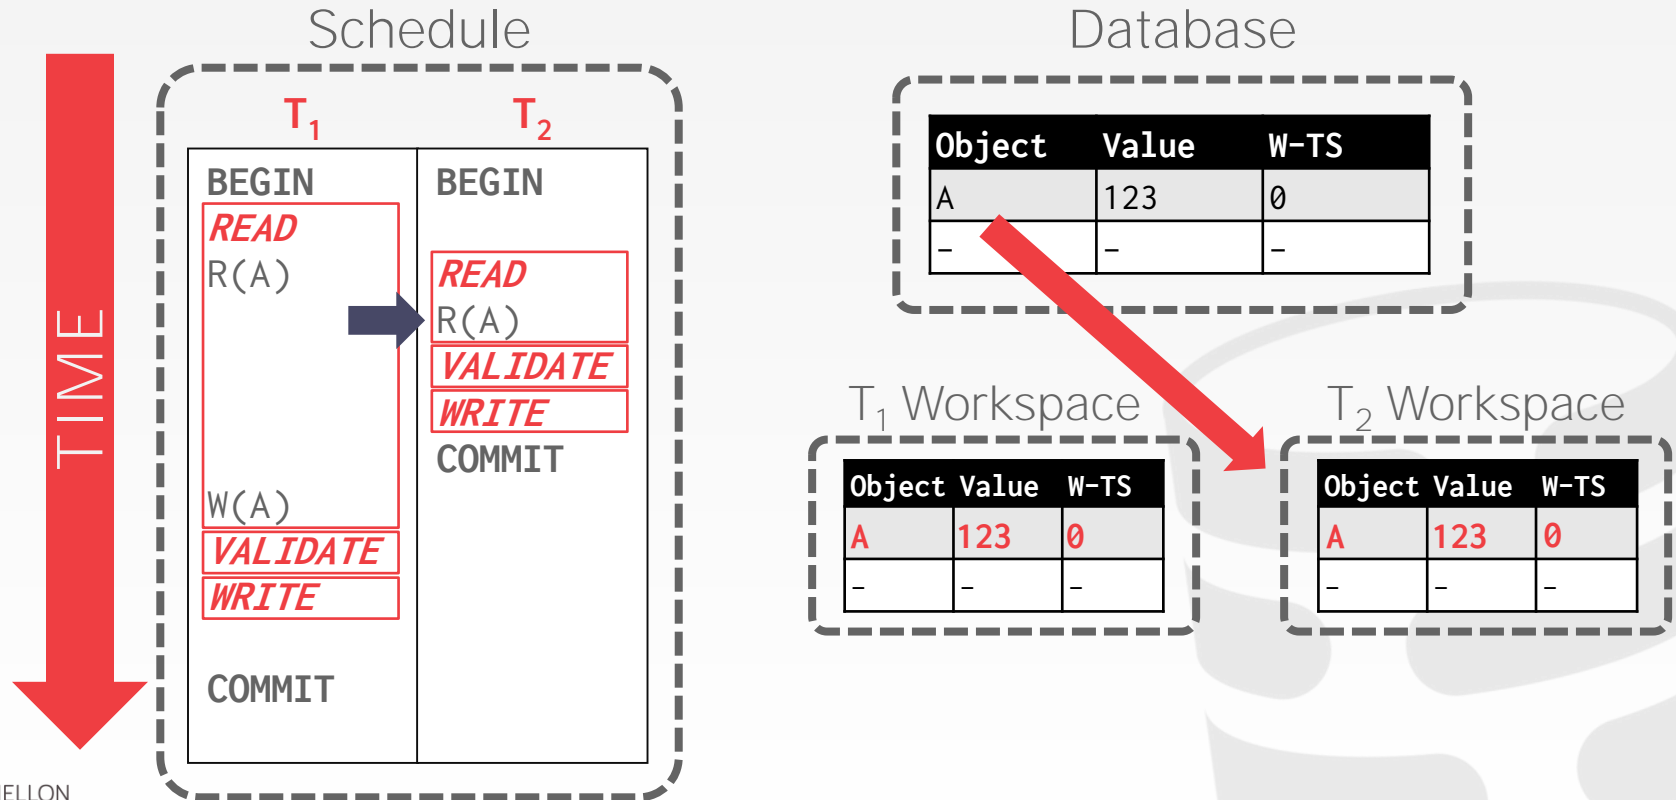 Schedule
Database
TIME
T₁ T₂
BEGIN BEGIN
READ
R(A) READ
R(A)
VALIDATE
WRITE
COMMIT
W(A)
VALIDATE
WRITE
COMMIT
Object Value W-TS
A 123 0
- - -
T₁ Workspace
Object Value W-TS
A 123 0
- - -
T₂ Workspace
Object Value W-TS
A 123 0
- - -